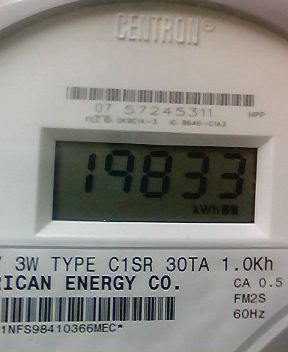 CENTRON®
07 57245311 HPP
19833
kWh
3W TYPE C1SR 30TA 1.0Kh
RICAN ENERGY CO. CA 0.5
FM2S
60Hz
1NFS98410366MEC*